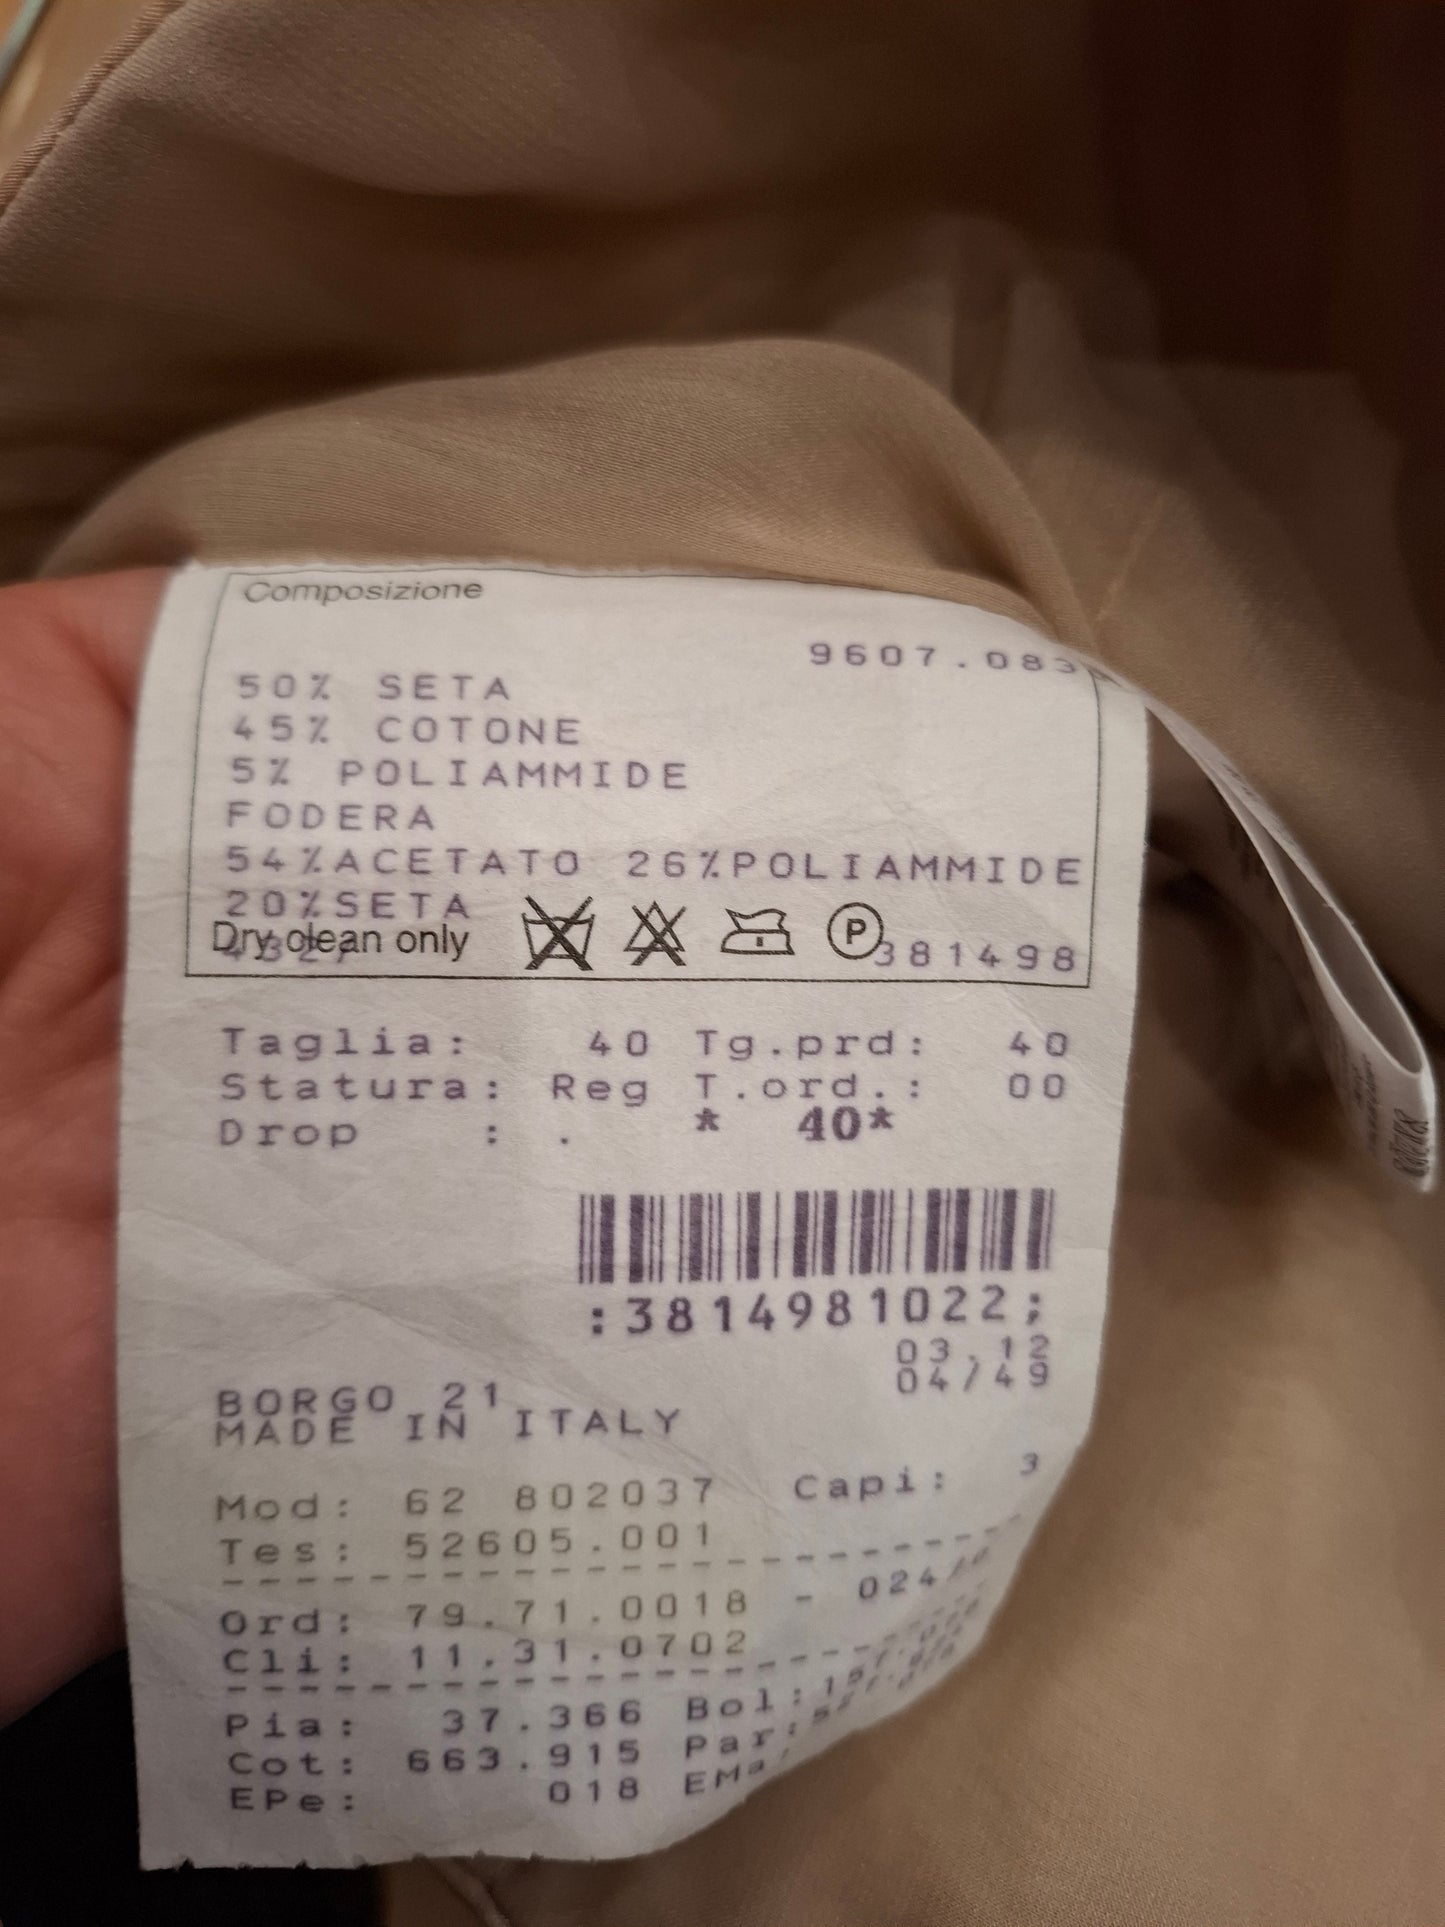 Composizione
9607.083
50% SETA
45% COTONE
5% POLIAMMIDE
FODERA
54%ACETATO 26%POLIAMMIDE
20%SETA
Dry clean only P 381498
Taglia: 40 Tg.prd: 40
Statura: Reg T.ord.: 00
Drop : . * 40*
:3814981022;
03.12
04/49
BORGO 21
MADE IN ITALY
Mod: 62 802037 Capi: 3
Tes: 52605.001
Ord: 79.71.0018 - 024/
Cli: 11.31.0702
Pia: 37.366 Bol:
Cot: 663.915 Par:
EPe: 018 EMa: